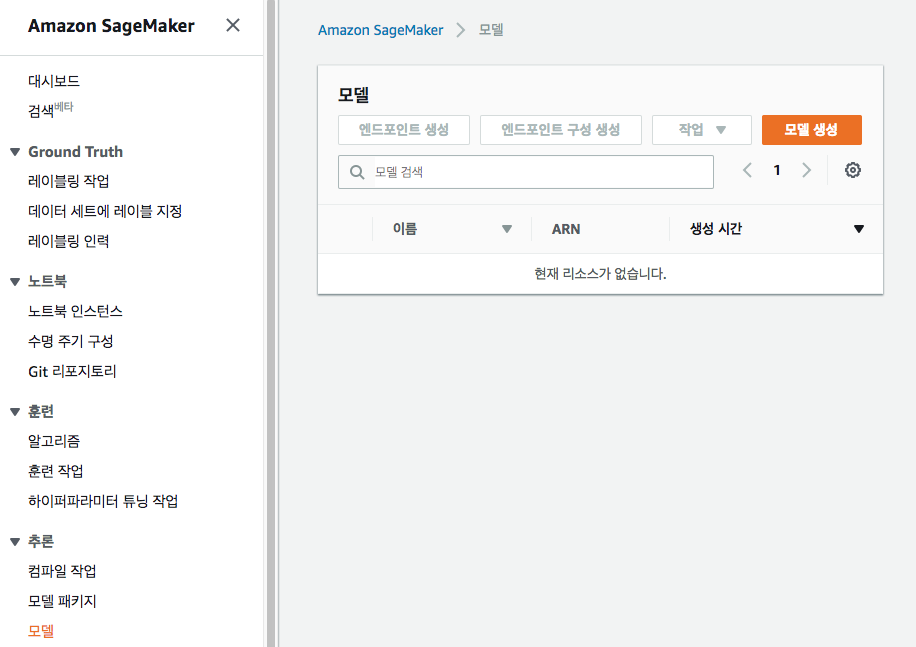 Amazon SageMaker
대시보드
검색베타
Ground Truth
레이블링 작업
데이터 세트에 레이블 지정
레이블링 인력
노트북
노트북 인스턴스
수명 주기 구성
Git 리포지토리
훈련
알고리즘
훈련 작업
하이퍼파라미터 튜닝 작업
추론
컴파일 작업
모델 패키지
모델
Amazon SageMaker 모델
모델
엔드포인트 생성 엔드포인트 구성 생성 작업 모델 생성
모델 검색 1
이름 ARN 생성 시간
현재 리소스가 없습니다.